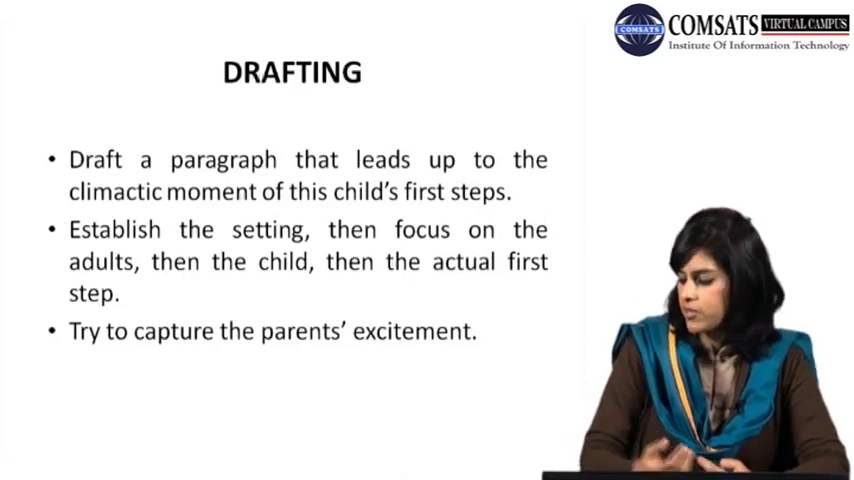 COMSATS VIRTUAL CAMPUS
COMSATS
Institute Of Information Technology
DRAFTING
• Draft a paragraph that leads up to the
climactic moment of this child's first steps.
• Establish the setting, then focus on the
adults, then the child, then the actual first
step.
• Try to capture the parents' excitement.